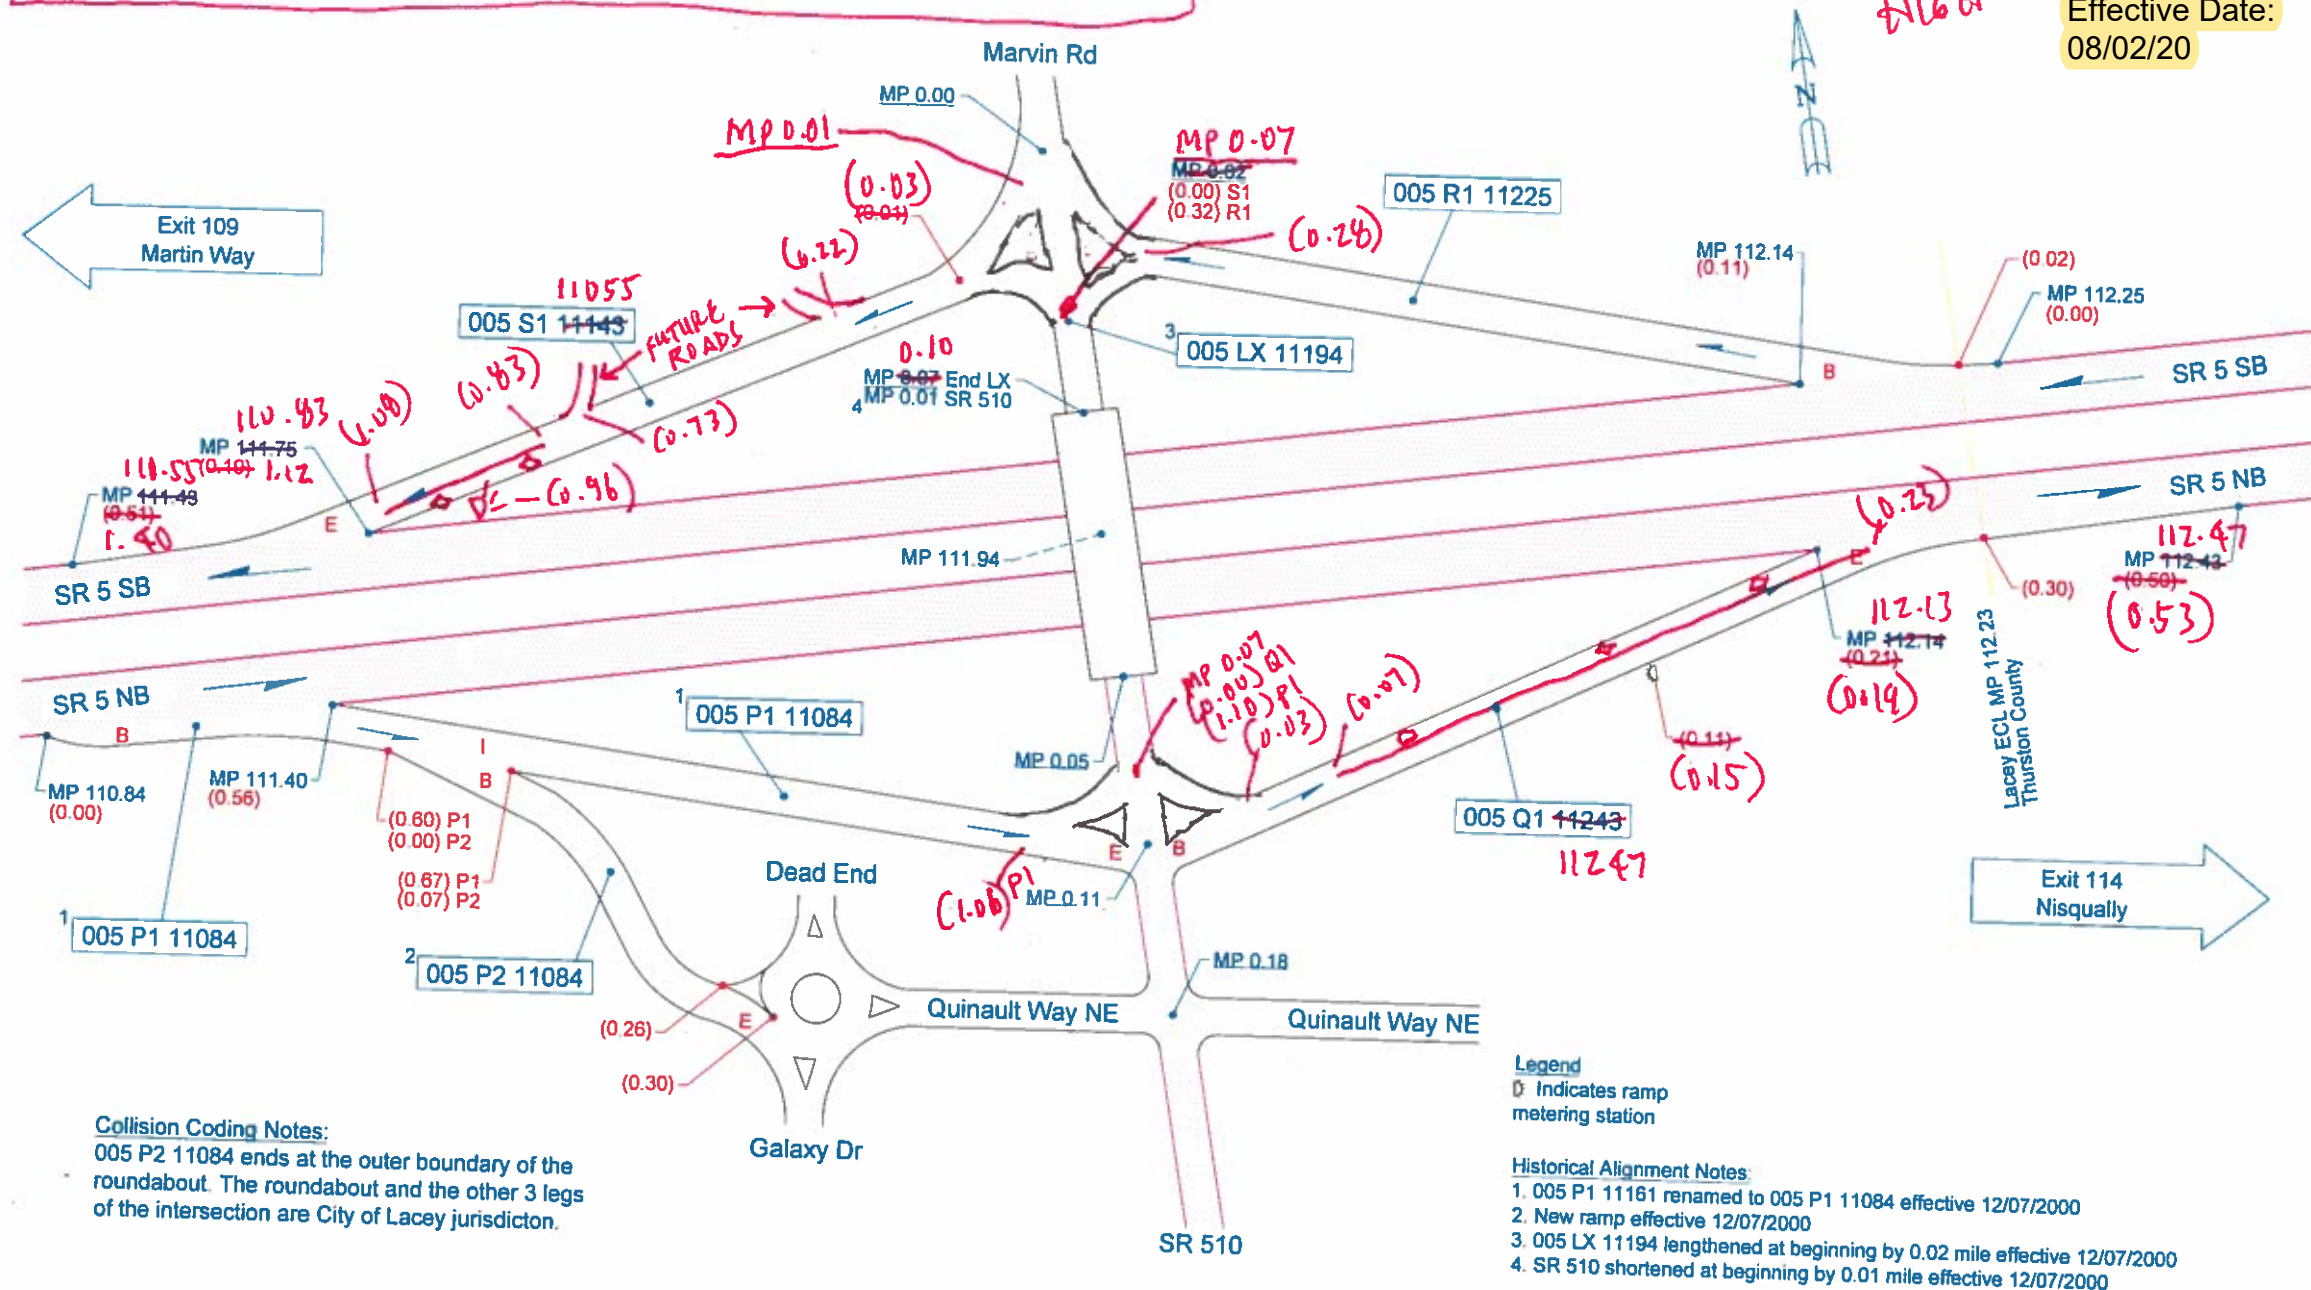 Effective Date:
08/02/20
Marvin Rd
MP 0.00
MP 0.01
MP 0.07
MP 0.02
(0.00) S1
(0.32) R1
(0.03)
(0.01)
005 R1 11225
(0.28)
Exit 109
Martin Way
(0.22)
MP 112.14
(0.11)
(0.02)
MP 112.25
(0.00)
N
11055
005 S1 11143
FUTURE
ROADS
3
005 LX 11194
0.10
MP 0.07 End LX
4 MP 0.01 SR 510
B
SR 5 SB
(0.83)
(0.73)
110.83
MP 111.75
(0.19) 1.12
(1.08)
111.55
MP 111.43
(0.51)
1.40
E
(0.96)
SR 5 NB
(0.23)
MP 111.94
112.47
MP 112.43
(0.50)
(0.53)
E
(0.30)
SR 5 SB
112.13
MP 112.14
(0.21)
(0.19)
Lacey ECL MP 112.23
Thurston County
SR 5 NB
B
1
005 P1 11084
MP 0.07
(0.00) Q1
(1.10) P1
(0.03)
(0.07)
MP 0.05
(0.11)
(0.15)
MP 110.84
(0.00)
MP 111.40
(0.56)
I
B
(0.60) P1
(0.00) P2
(0.67) P1
(0.07) P2
005 Q1 11243
11247
E
B
(1.06) P1
MP 0.11
Dead End
Exit 114
Nisqually
1
005 P1 11084
2
005 P2 11084
MP 0.18
Quinault Way NE
Quinault Way NE
(0.26)
E
(0.30)
Galaxy Dr
SR 510
Legend
D Indicates ramp
metering station
Collision Coding Notes:
005 P2 11084 ends at the outer boundary of the
roundabout. The roundabout and the other 3 legs
of the intersection are City of Lacey jurisdicton.
Historical Alignment Notes:
1. 005 P1 11161 renamed to 005 P1 11084 effective 12/07/2000
2. New ramp effective 12/07/2000
3. 005 LX 11194 lengthened at beginning by 0.02 mile effective 12/07/2000
4. SR 510 shortened at beginning by 0.01 mile effective 12/07/2000